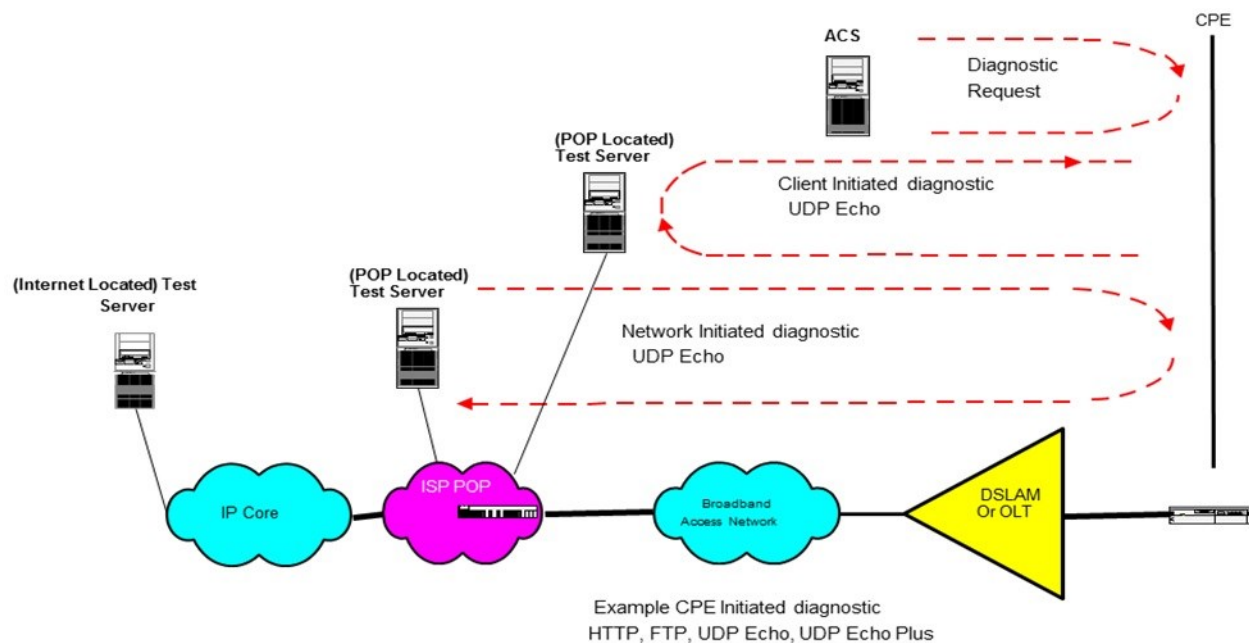 CPE
ACS
Diagnostic
Request
(POP Located)
Test Server
Client Initiated diagnostic
UDP Echo
(Internet Located) Test
Server
(POP Located)
Test Server
Network Initiated diagnostic
UDP Echo
IP Core
ISP POP
Broadband
Access Network
DSLAM
Or OLT
Example CPE Initiated diagnostic
HTTP, FTP, UDP Echo, UDP Echo Plus